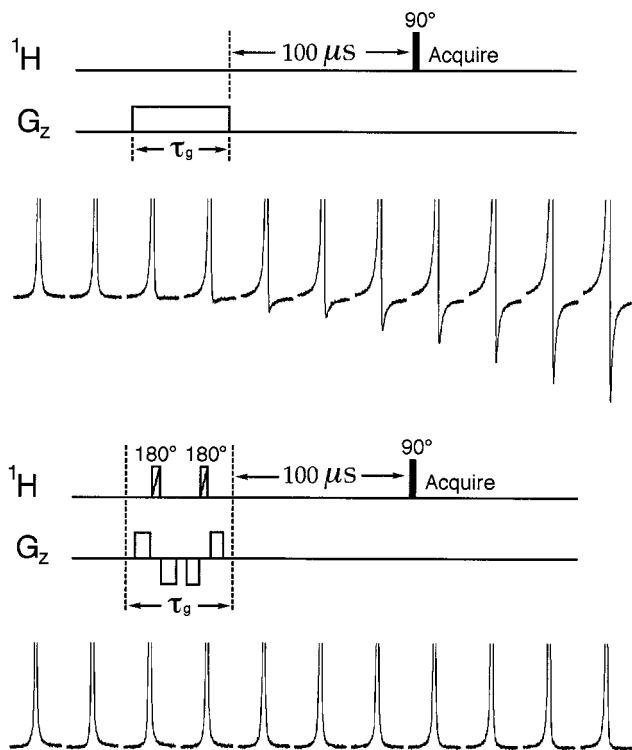 90°
¹H
100 μs
Acquire
G_z
τ_g
180° 180°
90°
¹H
100 μs
Acquire
G_z
τ_g